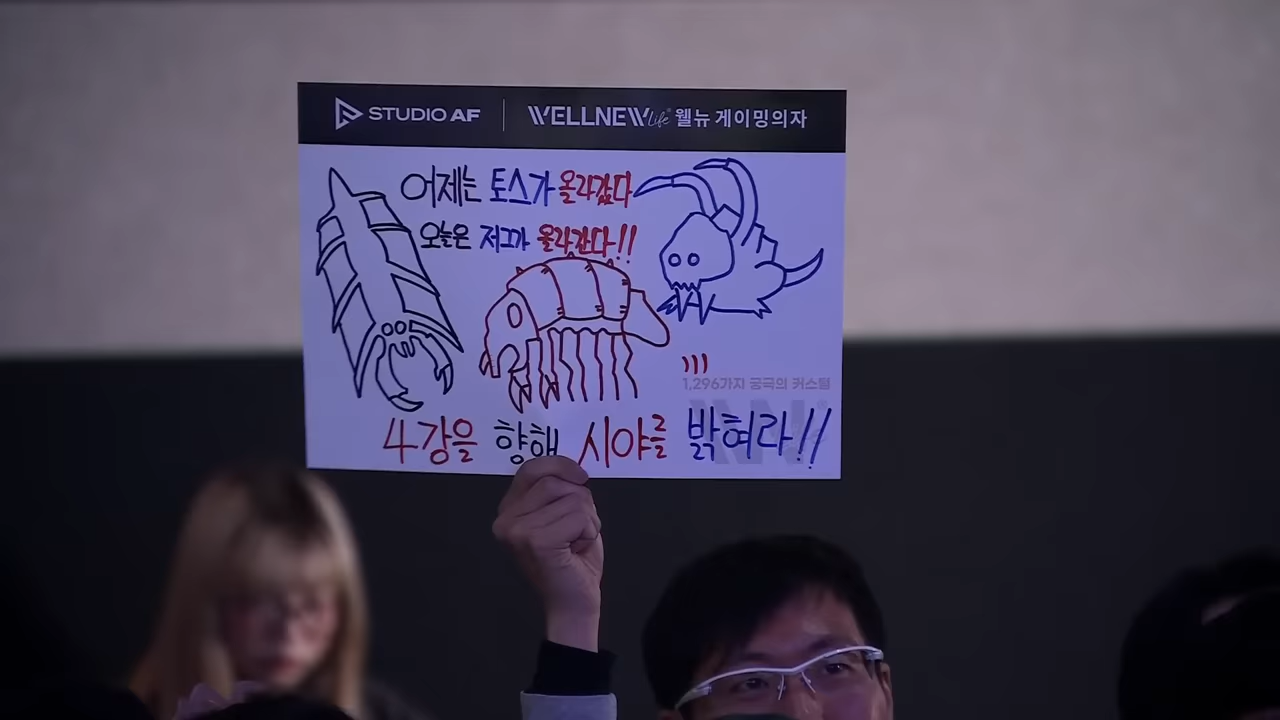 STUDIO AF | WELLNEW life® 웰뉴 게이밍의자
어제는 토스가 올라갔다
오늘은 저그가 올라간다!!
1,296가지 궁극의 커스텀
4강을 향해 시야를 밝혀라!!